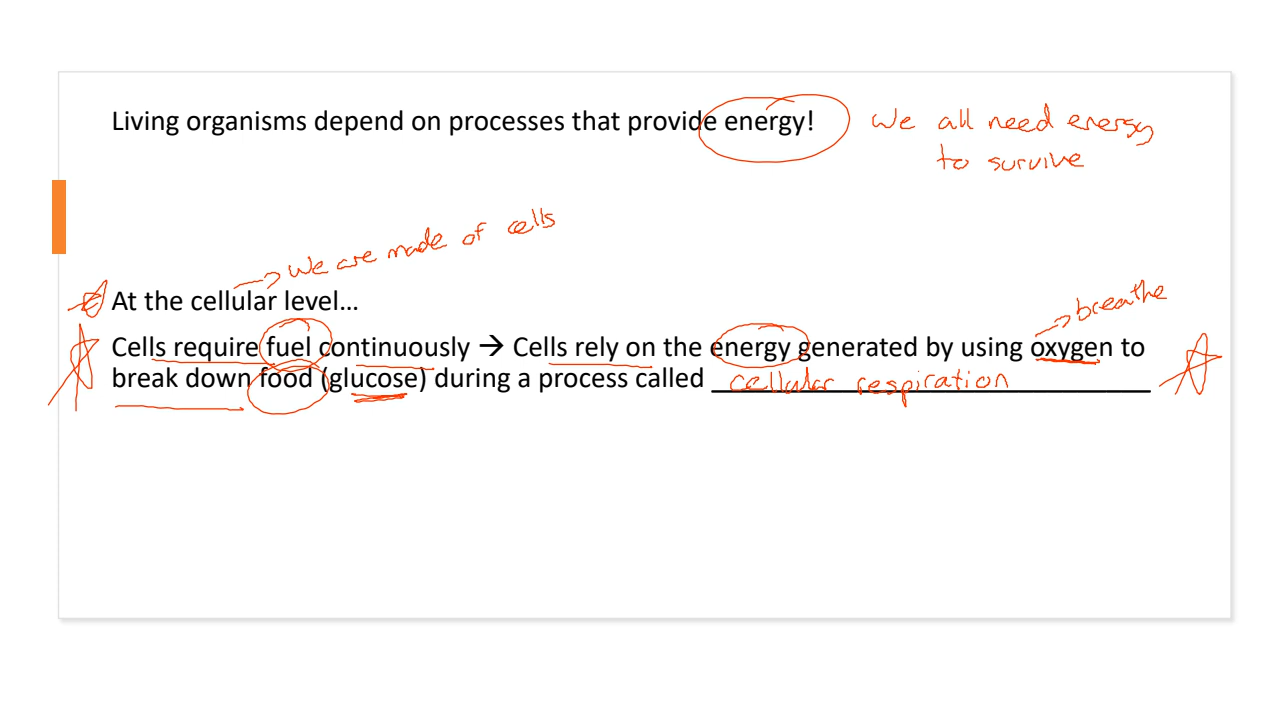 Living organisms depend on processes that provide energy! We all need energy
to survive
→ We are made of cells
At the cellular level…
→ breathe
Cells require fuel continuously → Cells rely on the energy generated by using oxygen to
break down food (glucose) during a process called cellular respiration